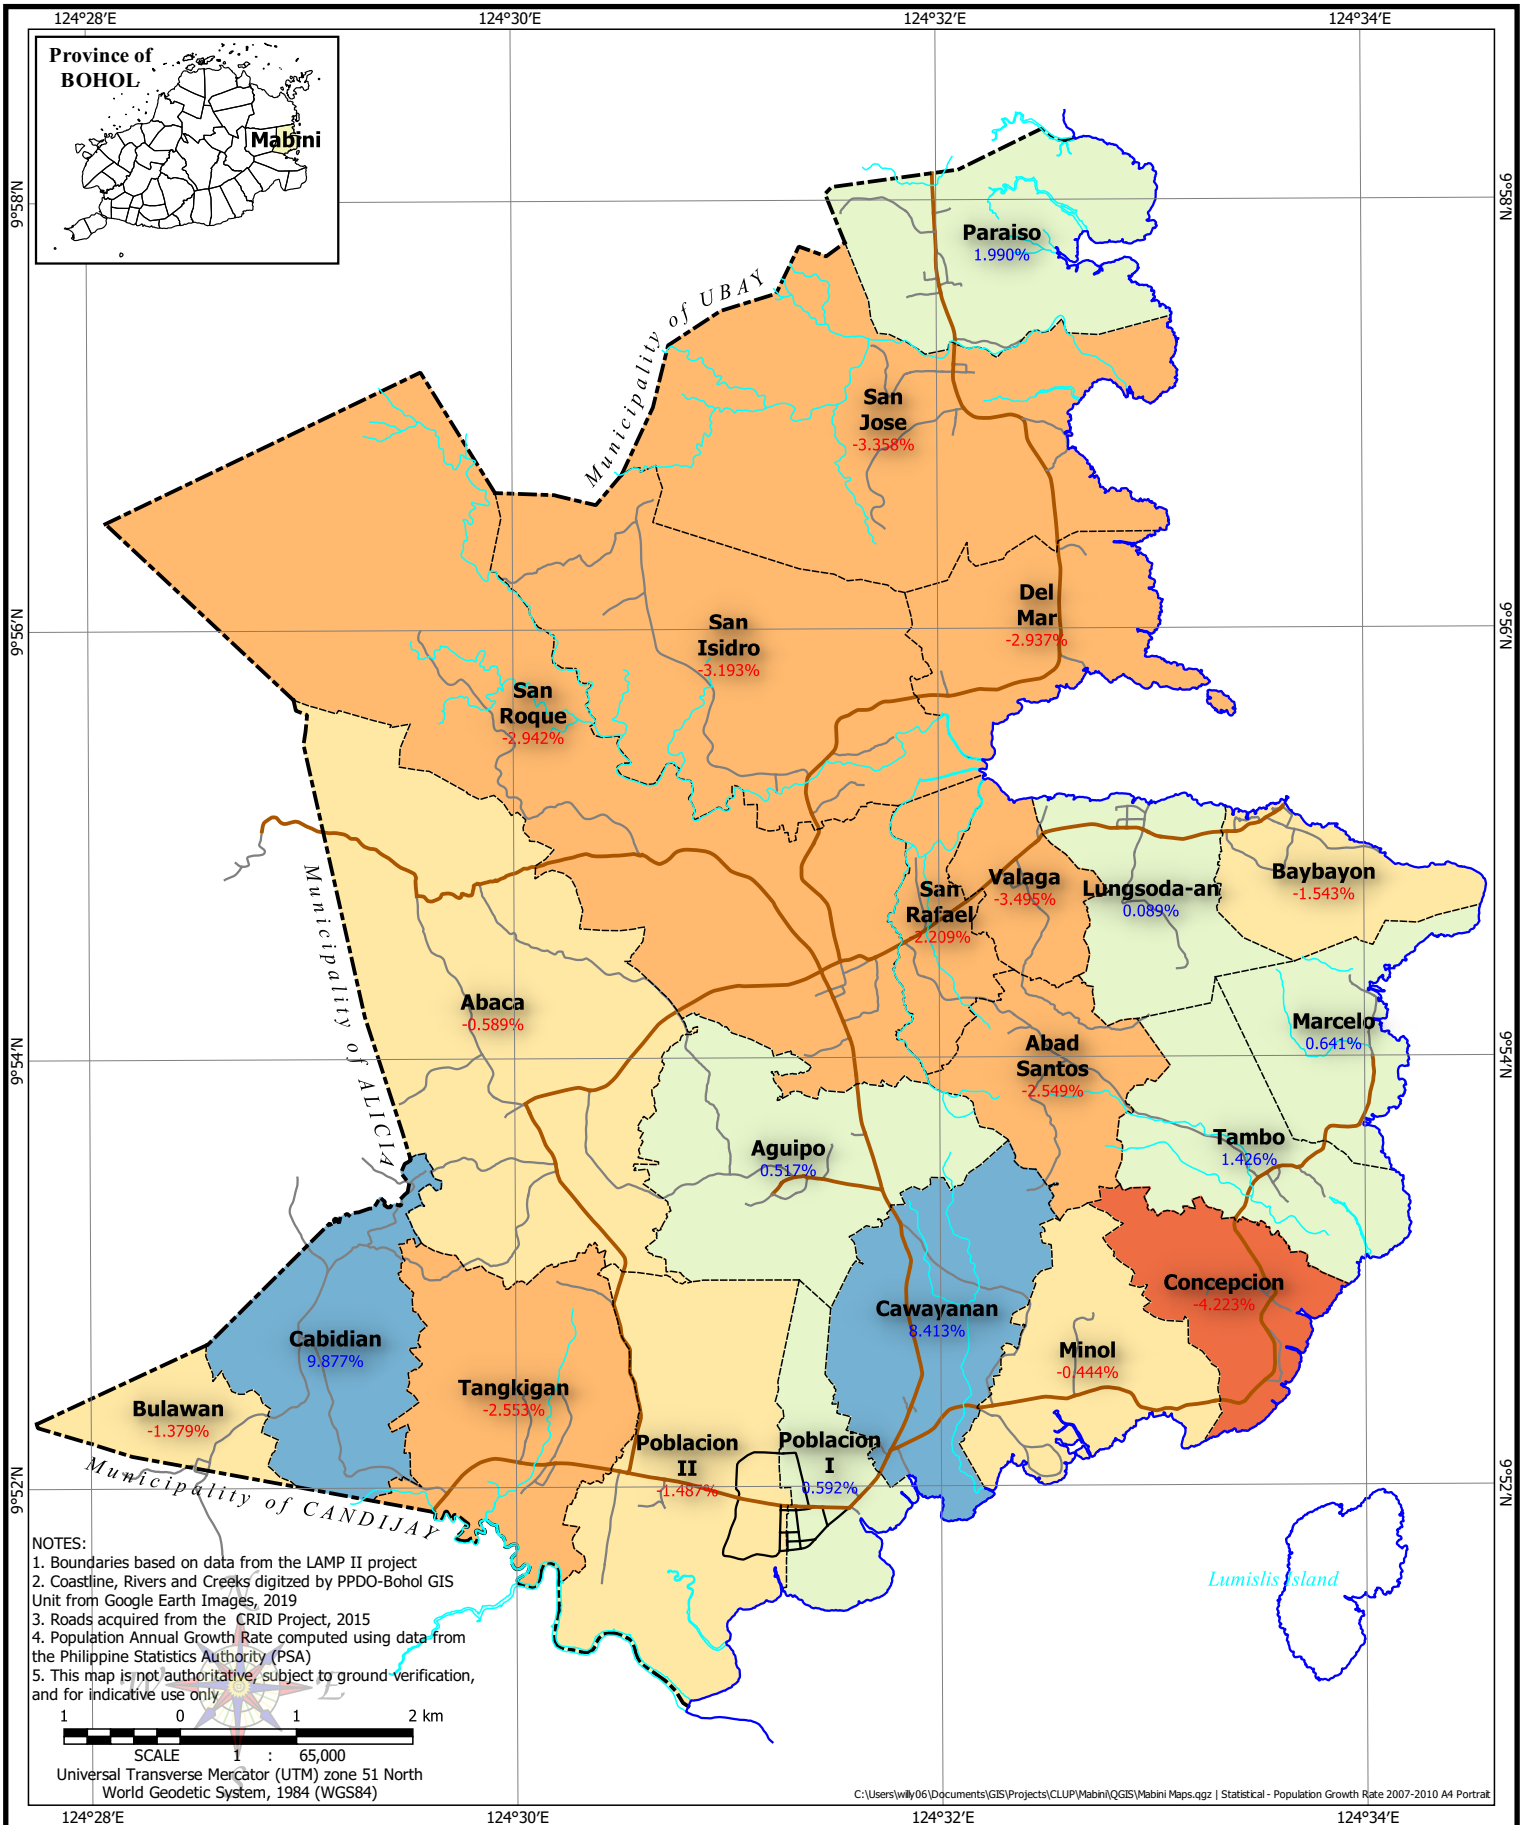 124°28′E
124°30′E
124°32′E
124°34′E
Province of
BOHOL
Mabini
9°58′N
9°58′N
Paraiso
1.990%
Municipality of UBAY
San
Jose
-3.358%
Del
Mar
-2.937%
9°56′N
9°56′N
San
Isidro
-3.193%
San
Roque
-2.942%
Baybayon
-1.543%
Valaga
-3.495%
Lungsoda-an
0.089%
San
Rafael
2.209%
Municipality of ALICIA
Abaca
-0.589%
Marcelo
0.641%
9°54′N
9°54′N
Abad
Santos
-2.549%
Tambo
1.426%
Aguipo
0.517%
Concepcion
-4.223%
Cawayanan
8.413%
Cabidian
9.877%
Minol
-0.444%
Tangkigan
-2.553%
Bulawan
-1.379%
Poblacion
II
-1.487%
Poblacion
I
0.592%
9°52′N
9°52′N
Municipality of CANDIJAY
Lumislis Island
NOTES:
1. Boundaries based on data from the LAMP II project
2. Coastline, Rivers and Creeks digitzed by PPDO-Bohol GIS
Unit from Google Earth Images, 2019
3. Roads acquired from the CRID Project, 2015
4. Population Annual Growth Rate computed using data from
the Philippine Statistics Authority (PSA)
5. This map is not authoritative, subject to ground verification,
and for indicative use only
N
W
E
S
1 0 1 2 km
SCALE 1 : 65,000
Universal Transverse Mercator (UTM) zone 51 North
World Geodetic System, 1984 (WGS84)
C:\Users\willy06\Documents\GIS\Projects\CLUP\Mabini\QGIS\Mabini Maps.qgz | Statistical - Population Growth Rate 2007-2010 A4 Portrait
124°28′E
124°30′E
124°32′E
124°34′E